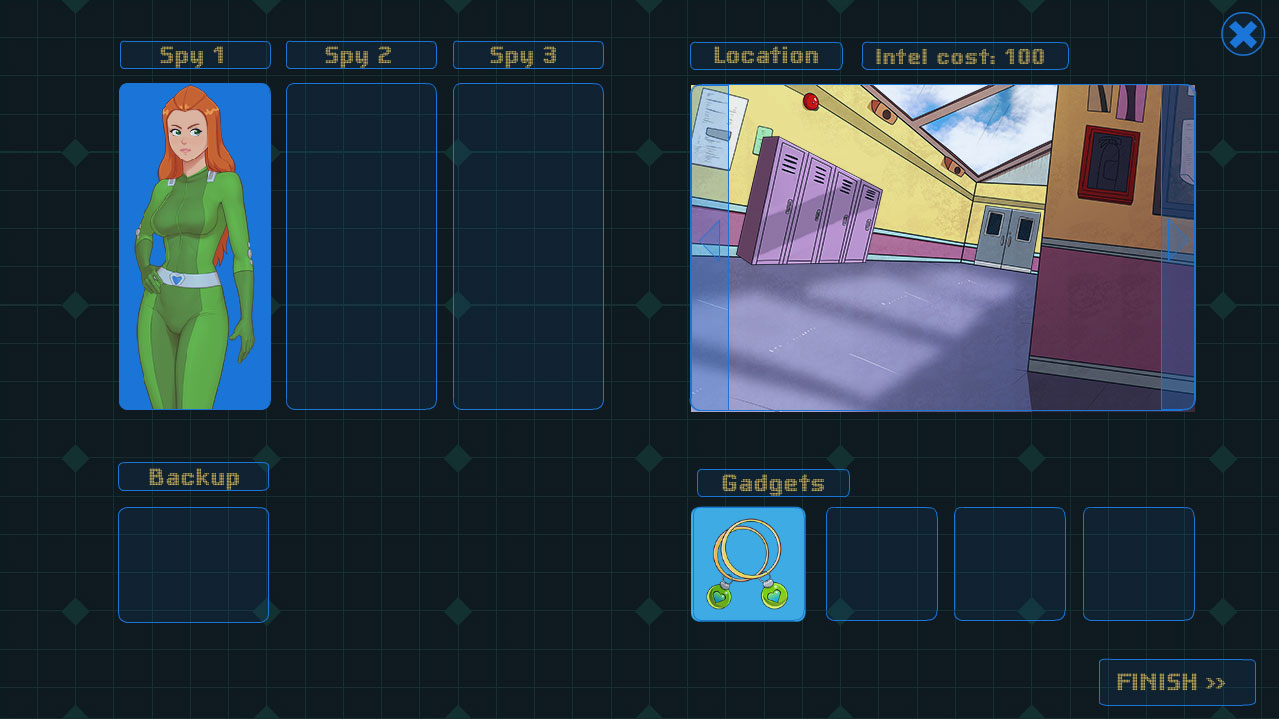 Spy 1
Spy 2
Spy 3
Location
Intel cost: 100
Backup
Gadgets
FINISH >>